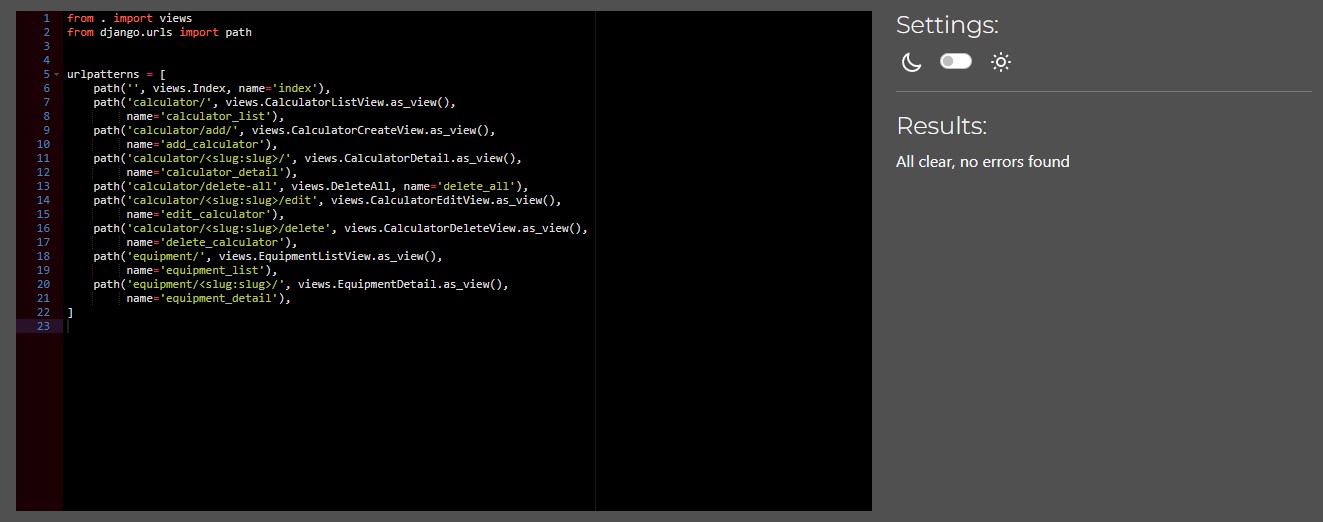 1 from . import views
2 from django.urls import path
3
4
5 urlpatterns = [
6     path('', views.Index, name='index'),
7     path('calculator/', views.CalculatorListView.as_view(),
8          name='calculator_list'),
9     path('calculator/add/', views.CalculatorCreateView.as_view(),
10          name='add_calculator'),
11     path('calculator/<slug:slug>/', views.CalculatorDetail.as_view(),
12          name='calculator_detail'),
13     path('calculator/delete-all', views.DeleteAll, name='delete_all'),
14     path('calculator/<slug:slug>/edit', views.CalculatorEditView.as_view(),
15          name='edit_calculator'),
16     path('calculator/<slug:slug>/delete', views.CalculatorDeleteView.as_view(),
17          name='delete_calculator'),
18     path('equipment/', views.EquipmentListView.as_view(),
19          name='equipment_list'),
20     path('equipment/<slug:slug>/', views.EquipmentDetail.as_view(),
21          name='equipment_detail'),
22 ]
23
Settings:
Results:
All clear, no errors found